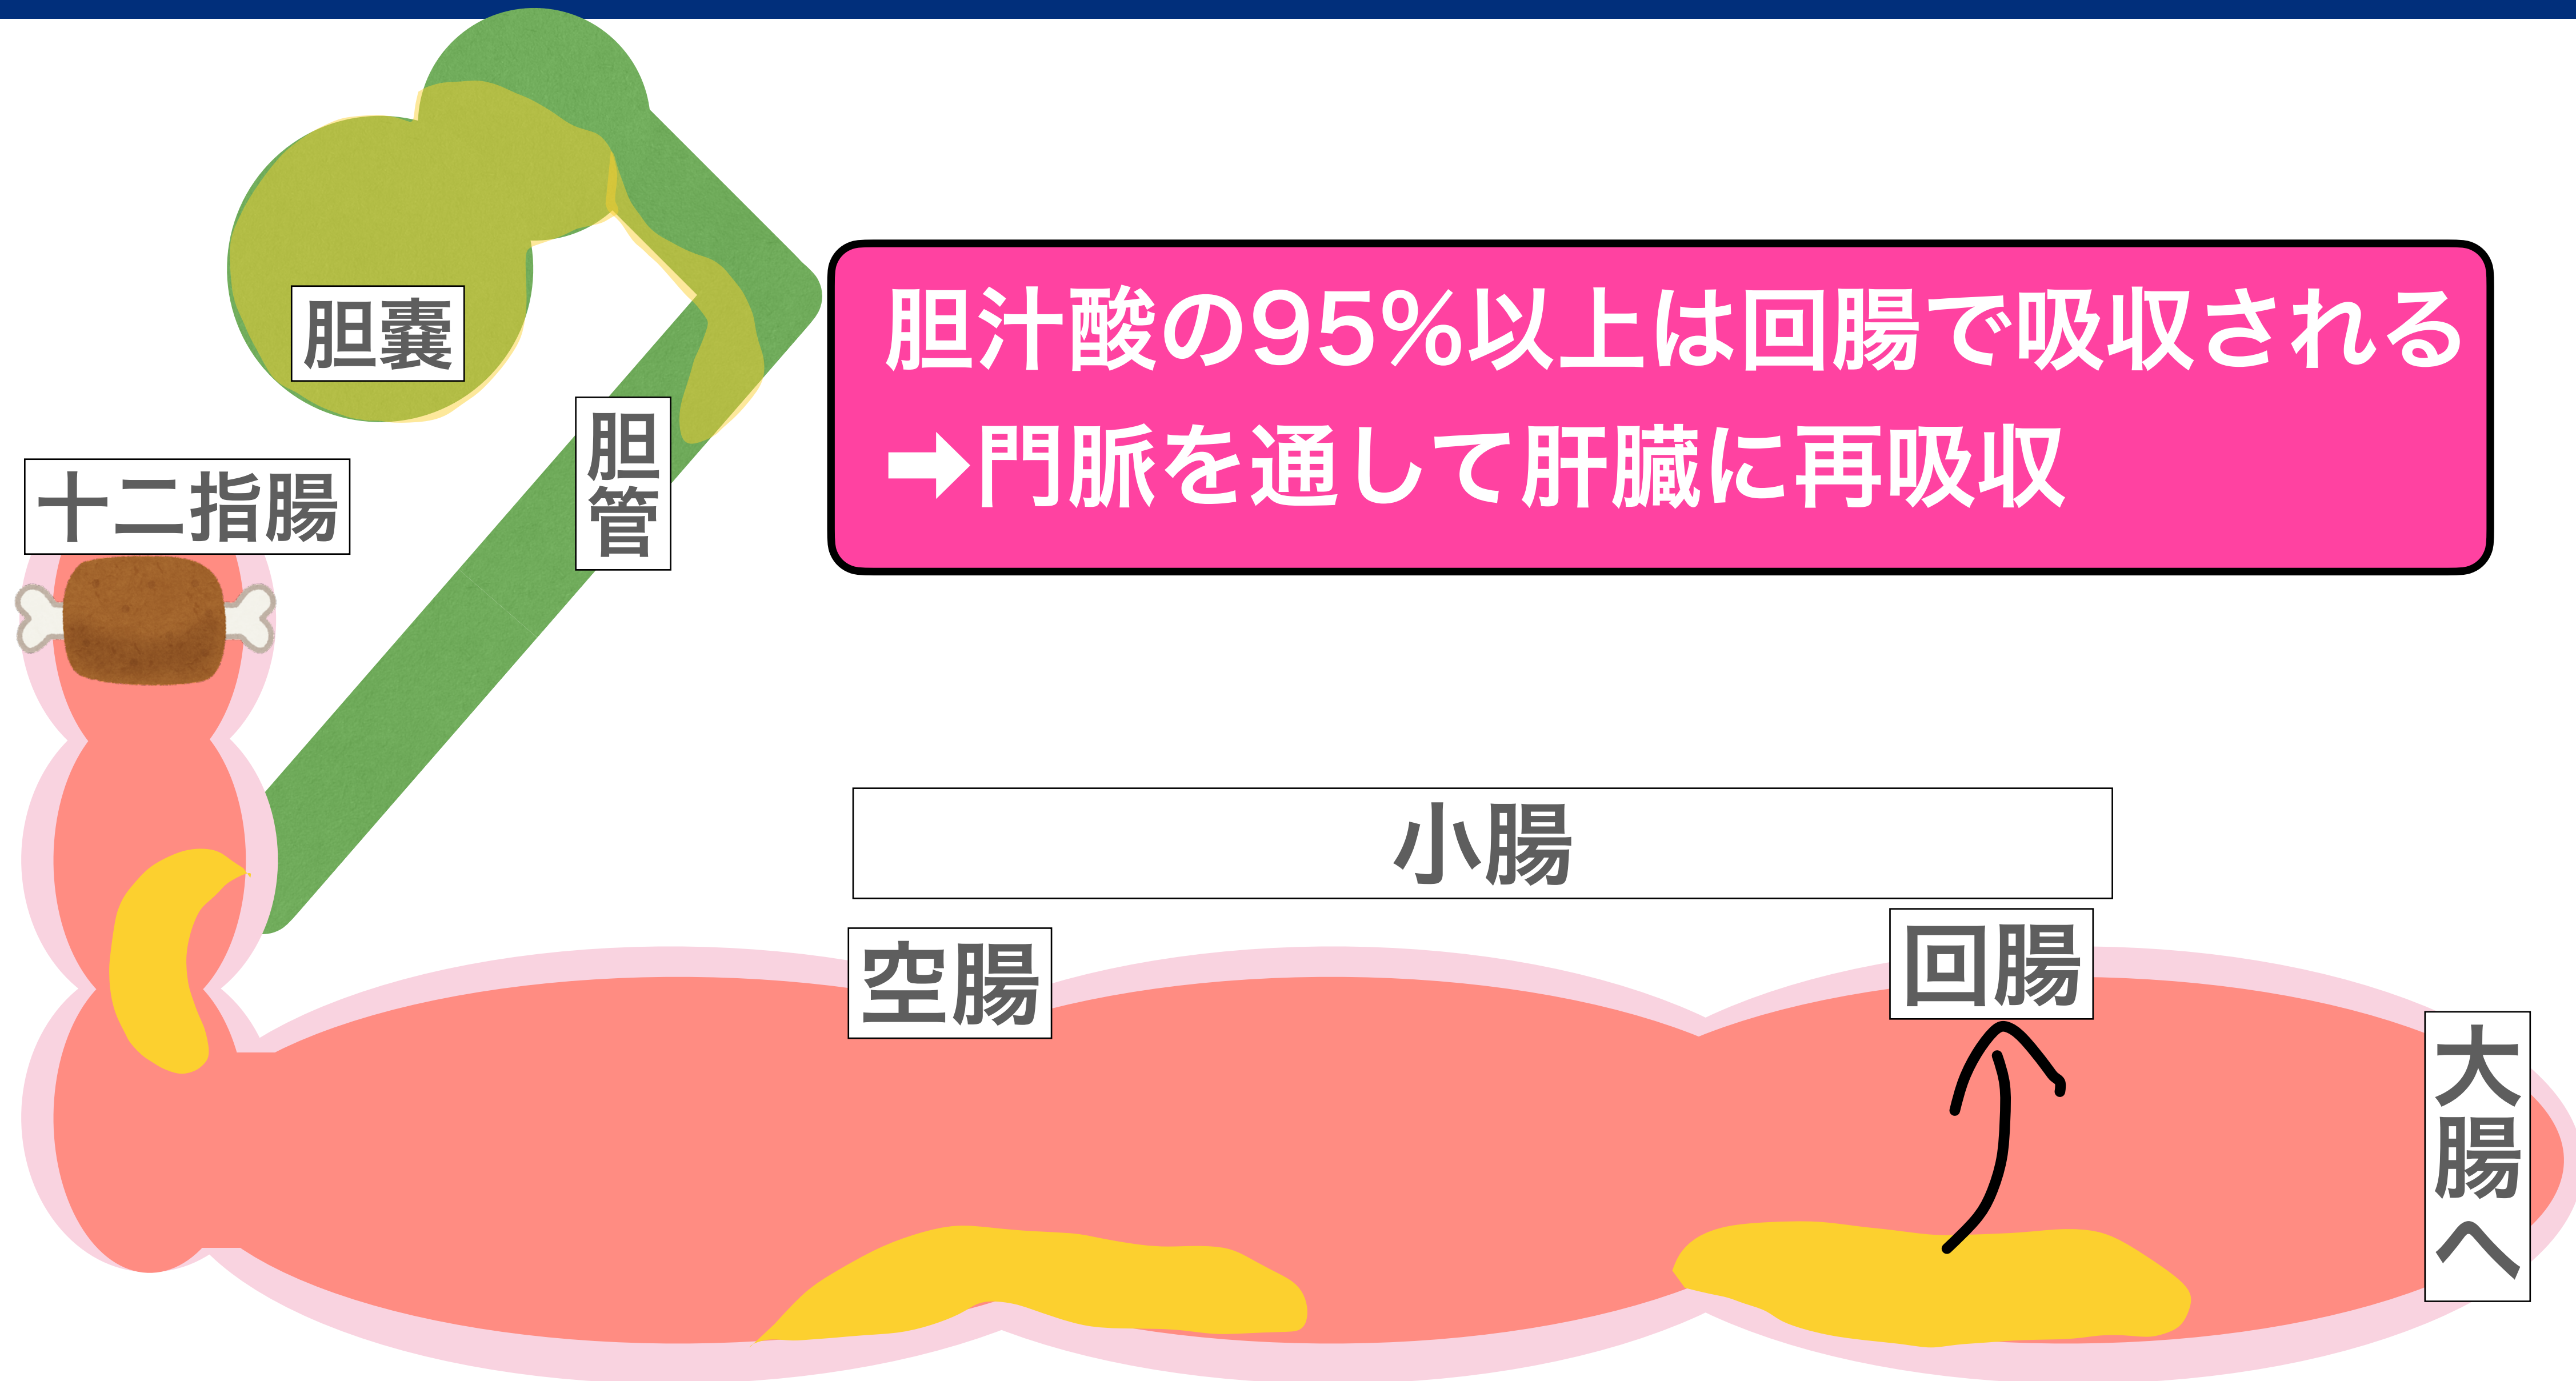 胆嚢
胆汁酸の95%以上は回腸で吸収される
➡門脈を通して肝臓に再吸収
胆管
十二指腸
小腸
空腸
回腸
大腸へ